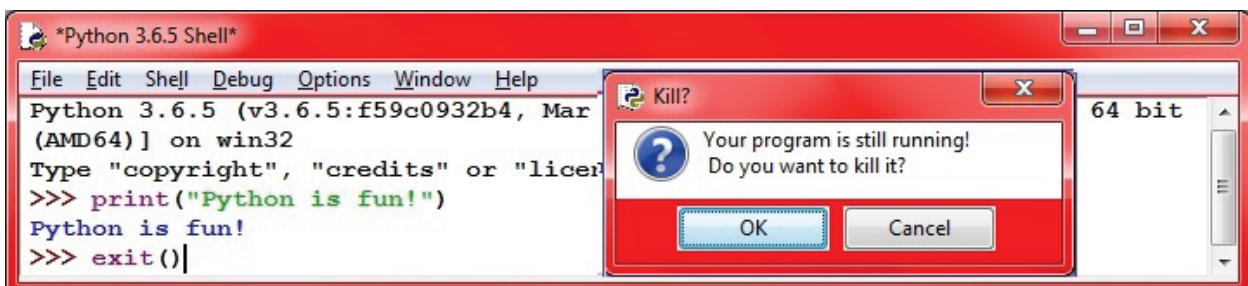 *Python 3.6.5 Shell*
File Edit Shell Debug Options Window Help
Python 3.6.5 (v3.6.5:f59c0932b4, Mar
64 bit
(AMD64)] on win32
Type "copyright", "credits" or "licen
>>> print("Python is fun!")
Python is fun!
>>> exit()
Kill?
Your program is still running!
Do you want to kill it?
OK Cancel